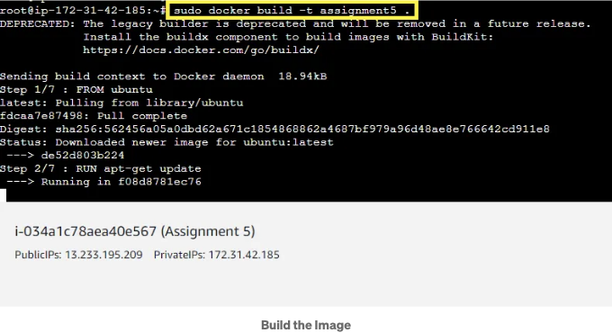 root@ip-172-31-42-185:~# sudo docker build -t assignment5 .
DEPRECATED: The legacy builder is deprecated and will be removed in a future release.
Install the buildx component to build images with BuildKit:
https://docs.docker.com/go/buildx/
Sending build context to Docker daemon 18.94kB
Step 1/7 : FROM ubuntu
latest: Pulling from library/ubuntu
fdcaa7e87498: Pull complete
Digest: sha256:562456a05a0dbd62a671c1854868862a4687bf979a96d48ae8e766642cd911e8
Status: Downloaded newer image for ubuntu:latest
---> de52d803b224
Step 2/7 : RUN apt-get update
---> Running in f08d8781ec76
i-034a1c78aea40e567 (Assignment 5)
PublicIPs: 13.233.195.209 PrivateIPs: 172.31.42.185
Build the Image